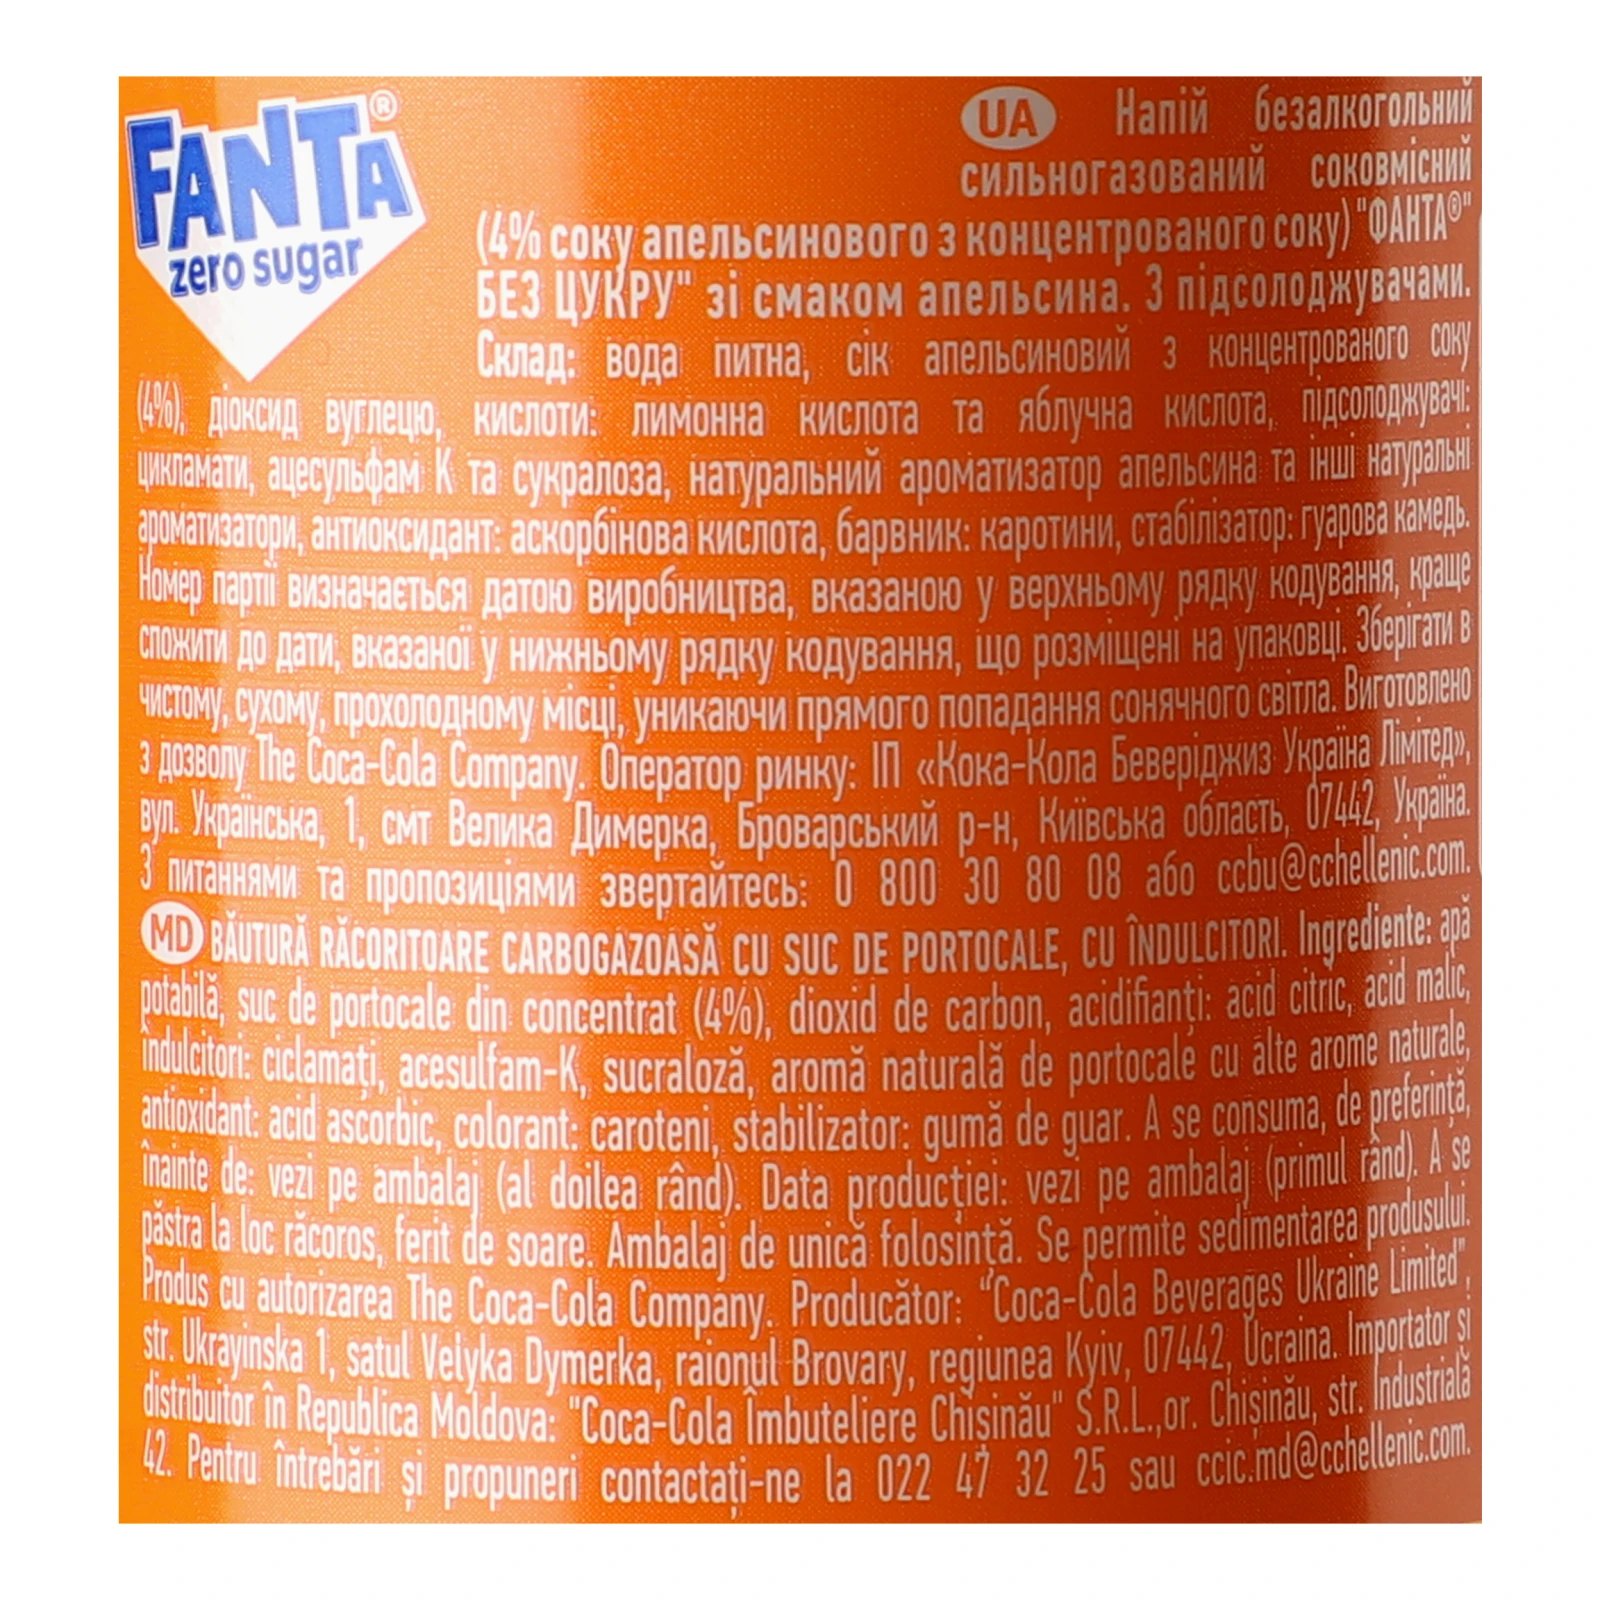 FANTA®
zero sugar
UA Напій безалкогольний
сильногазований соковмісний
(4% соку апельсинового з концентрованого соку) "ФАНТА®
БЕЗ ЦУКРУ" зі смаком апельсина. З підсолоджувачами.
Склад: вода питна, сік апельсиновий з концентрованого соку
(4%), діоксид вуглецю, кислоти: лимонна кислота та яблучна кислота, підсолоджувачі:
цикламати, ацесульфам К та сукралоза, натуральний ароматизатор апельсина та інші натуральні
ароматизатори, антиоксидант: аскорбінова кислота, барвник: каротини, стабілізатор: гуарова камедь.
Номер партії визначається датою виробництва, вказаною у верхньому рядку кодування, краще
спожити до дати, вказаної у нижньому рядку кодування, що розміщені на упаковці. Зберігати в
чистому, сухому, прохолодному місці, уникаючи прямого попадання сонячного світла. Виготовлено
з дозволу The Coca-Cola Company. Оператор ринку: ІП «Кока-Кола Беверіджиз Україна Лімітед»,
вул. Українська, 1, смт Велика Димерка, Броварський р-н, Київська область, 07442, Україна.
З питаннями та пропозиціями звертайтесь: 0 800 30 80 08 або ccbu@cchellenic.com.
MD BĂUTURĂ RĂCORITOARE CARBOGAZOASĂ CU SUC DE PORTOCALE, CU ÎNDULCITORI. Ingrediente: apă
potabilă, suc de portocale din concentrat (4%), dioxid de carbon, acidifianți: acid citric, acid malic,
îndulcitori: ciclamați, acesulfam-K, sucraloză, aromă naturală de portocale cu alte arome naturale,
antioxidant: acid ascorbic, colorant: caroteni, stabilizator: gumă de guar. A se consuma, de preferință,
înainte de: vezi pe ambalaj (al doilea rând). Data producției: vezi pe ambalaj (primul rând). A se
păstra la loc răcoros, ferit de soare. Ambalaj de unică folosință. Se permite sedimentarea produsului.
Produs cu autorizarea The Coca-Cola Company. Producător: "Coca-Cola Beverages Ukraine Limited",
str. Ukrayinska 1, satul Velyka Dymerka, raionul Brovary, regiunea Kyiv, 07442, Ucraina. Importator și
distribuitor în Republica Moldova: "Coca-Cola Îmbuteliere Chișinău" S.R.L.,or. Chișinău, str. Industrială
42. Pentru întrebări și propuneri contactați-ne la 022 47 32 25 sau ccic.md@cchellenic.com.